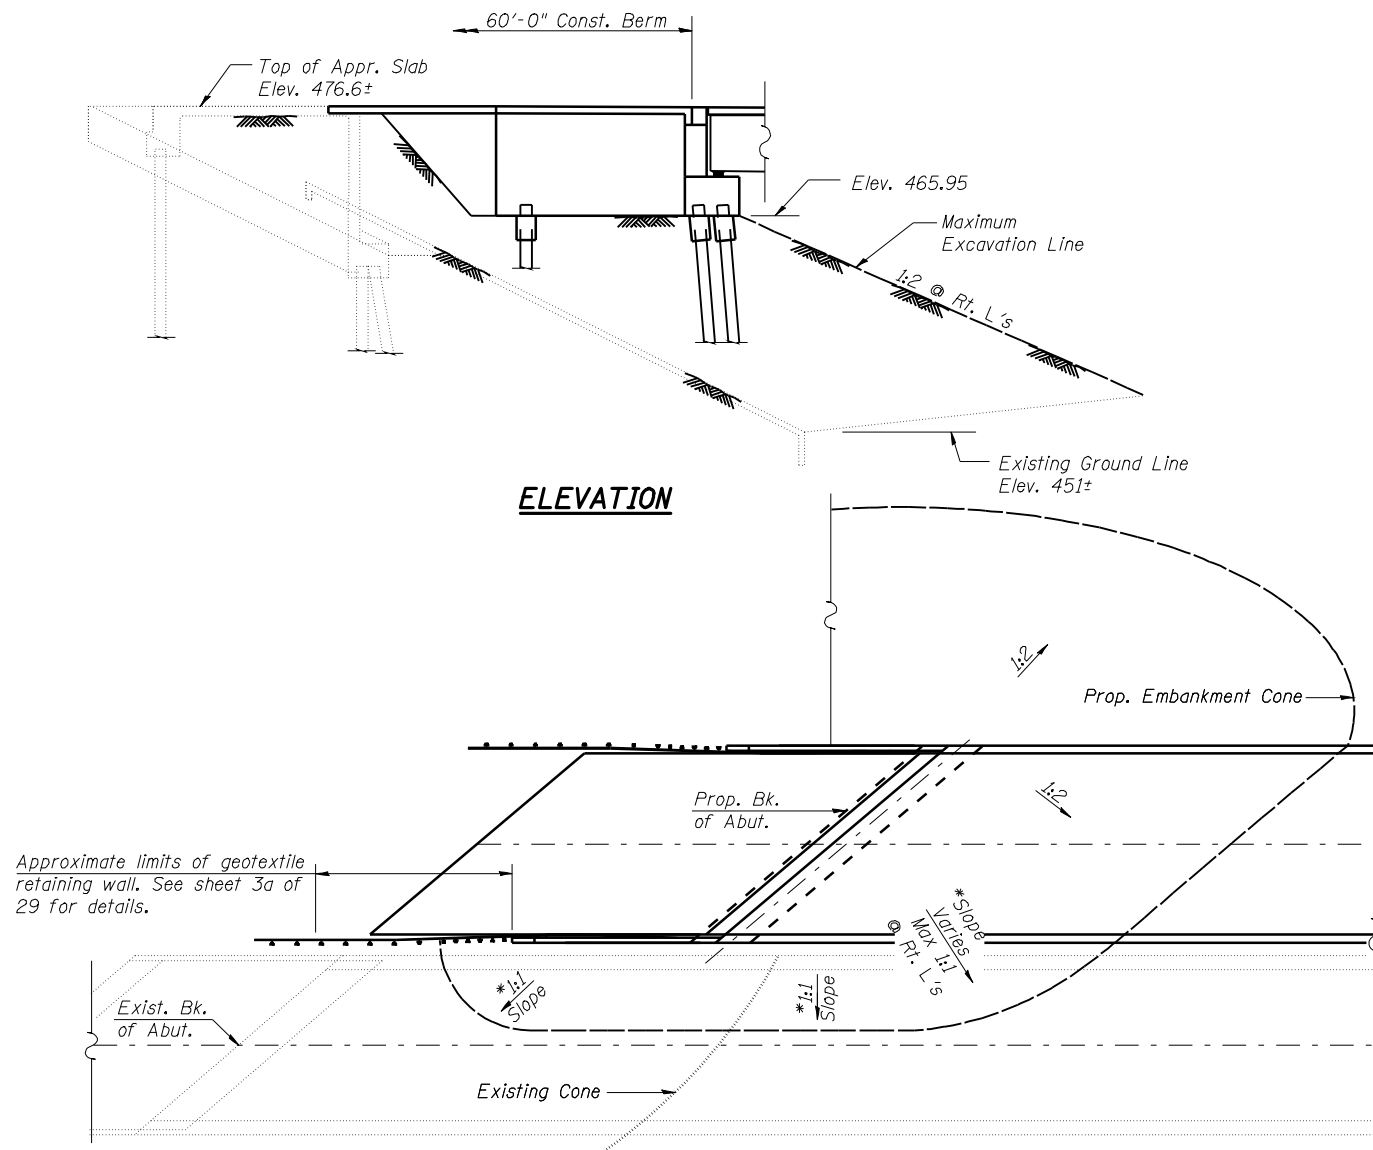 60'-0" Const. Berm
Top of Appr. Slab
Elev. 476.6±
Elev. 465.95
Maximum
Excavation Line
1:2 @ Rt. L's
Existing Ground Line
Elev. 451±
ELEVATION
1:2
Prop. Embankment Cone
1:2
Prop. Bk.
of Abut.
Approximate limits of geotextile
retaining wall. See sheet 3a of
29 for details.
*Slope
Varies
Max 1:1
@ Rt. L's
*1:1
Slope
*1:1
Slope
Exist. Bk.
of Abut.
Existing Cone